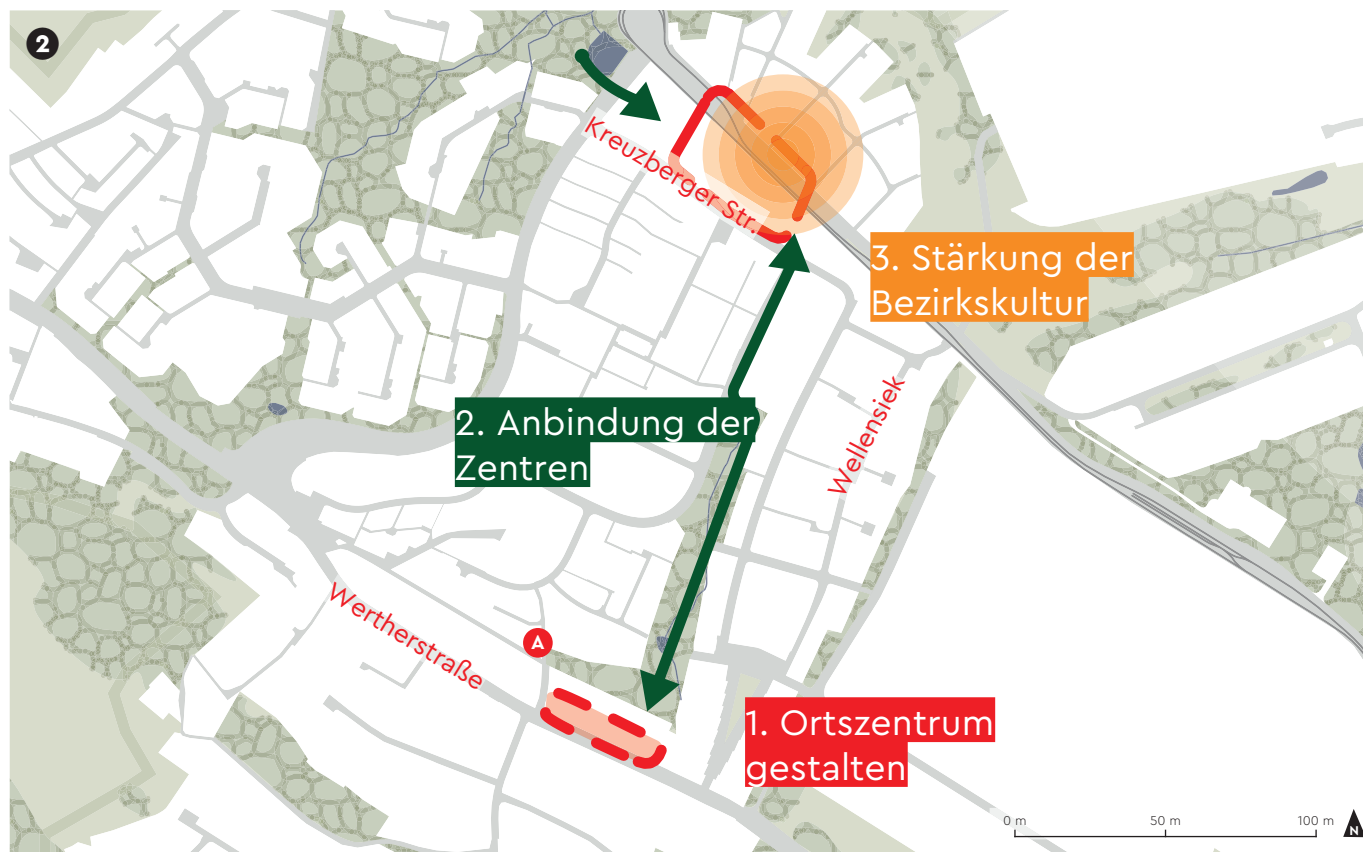 2
Kreuzberger Str.
3. Stärkung der
Bezirkskultur
2. Anbindung der
Zentren
Wellensiek
Wertherstraße
A
1. Ortszentrum
gestalten
0 m
50 m
100 m
N